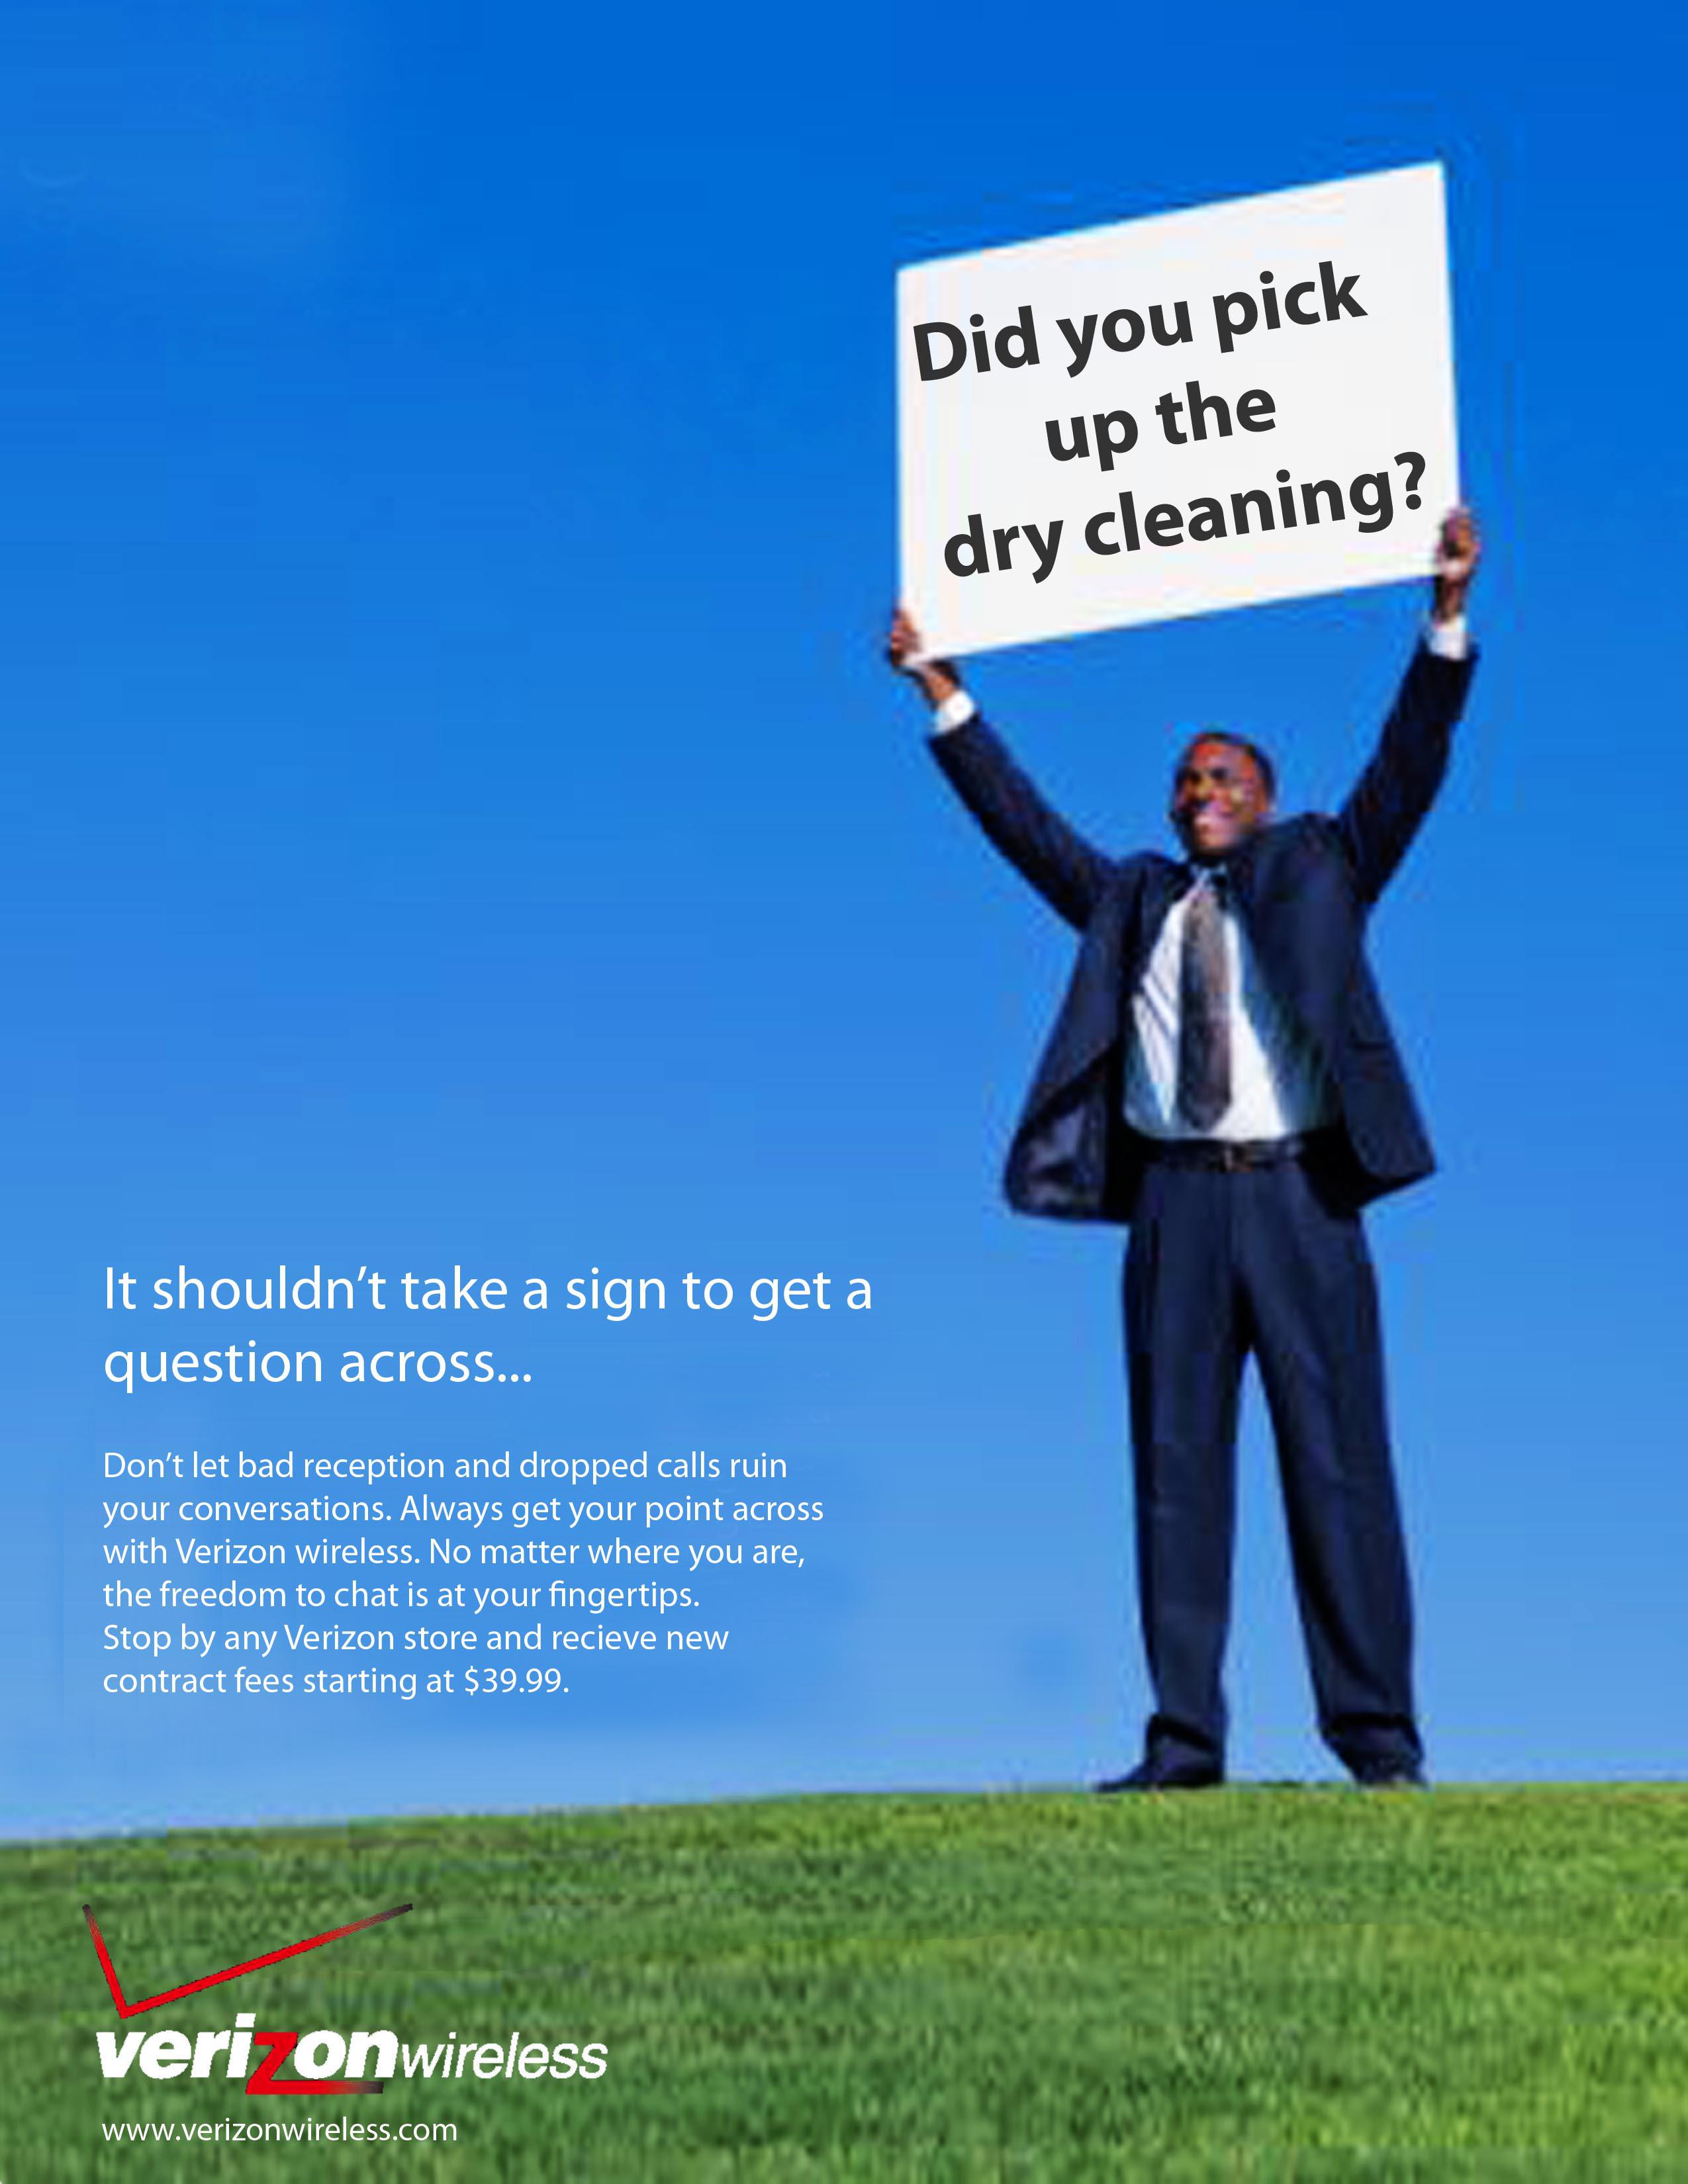 Did you pick
up the
dry cleaning?
It shouldn't take a sign to get a
question across...
Don't let bad reception and dropped calls ruin
your conversations. Always get your point across
with Verizon wireless. No matter where you are,
the freedom to chat is at your fingertips.
Stop by any Verizon store and recieve new
contract fees starting at $39.99.
verizonwireless
www.verizonwireless.com